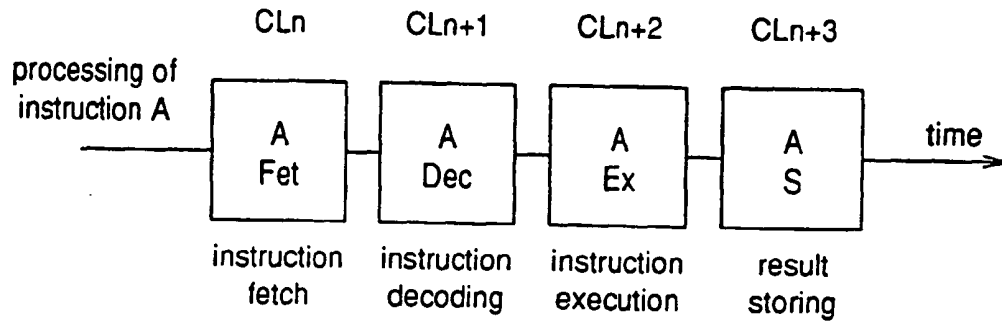 CLn CLn+1 CLn+2 CLn+3
processing of
instruction A
time
A A A A
Fet Dec Ex S
instruction instruction instruction result
fetch decoding execution storing